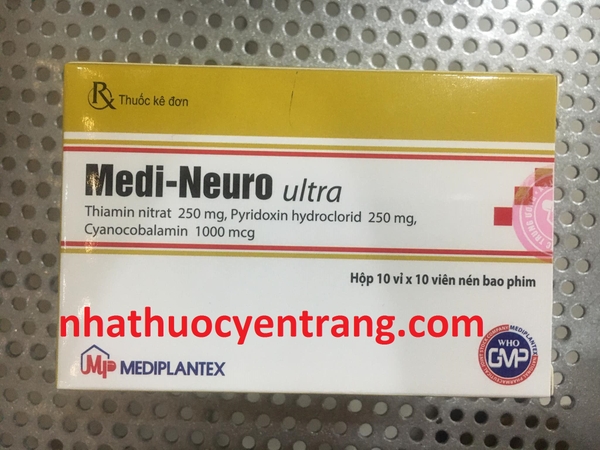 Rx Thuốc kê đơn
Medi-Neuro ultra
Thiamin nitrat 250 mg, Pyridoxin hydroclorid 250 mg,
Cyanocobalamin 1000 mcg
Hộp 10 vỉ x 10 viên nén bao phim
nhathuocyentrang.com
MEDIPLANTEX
WHO
GMP